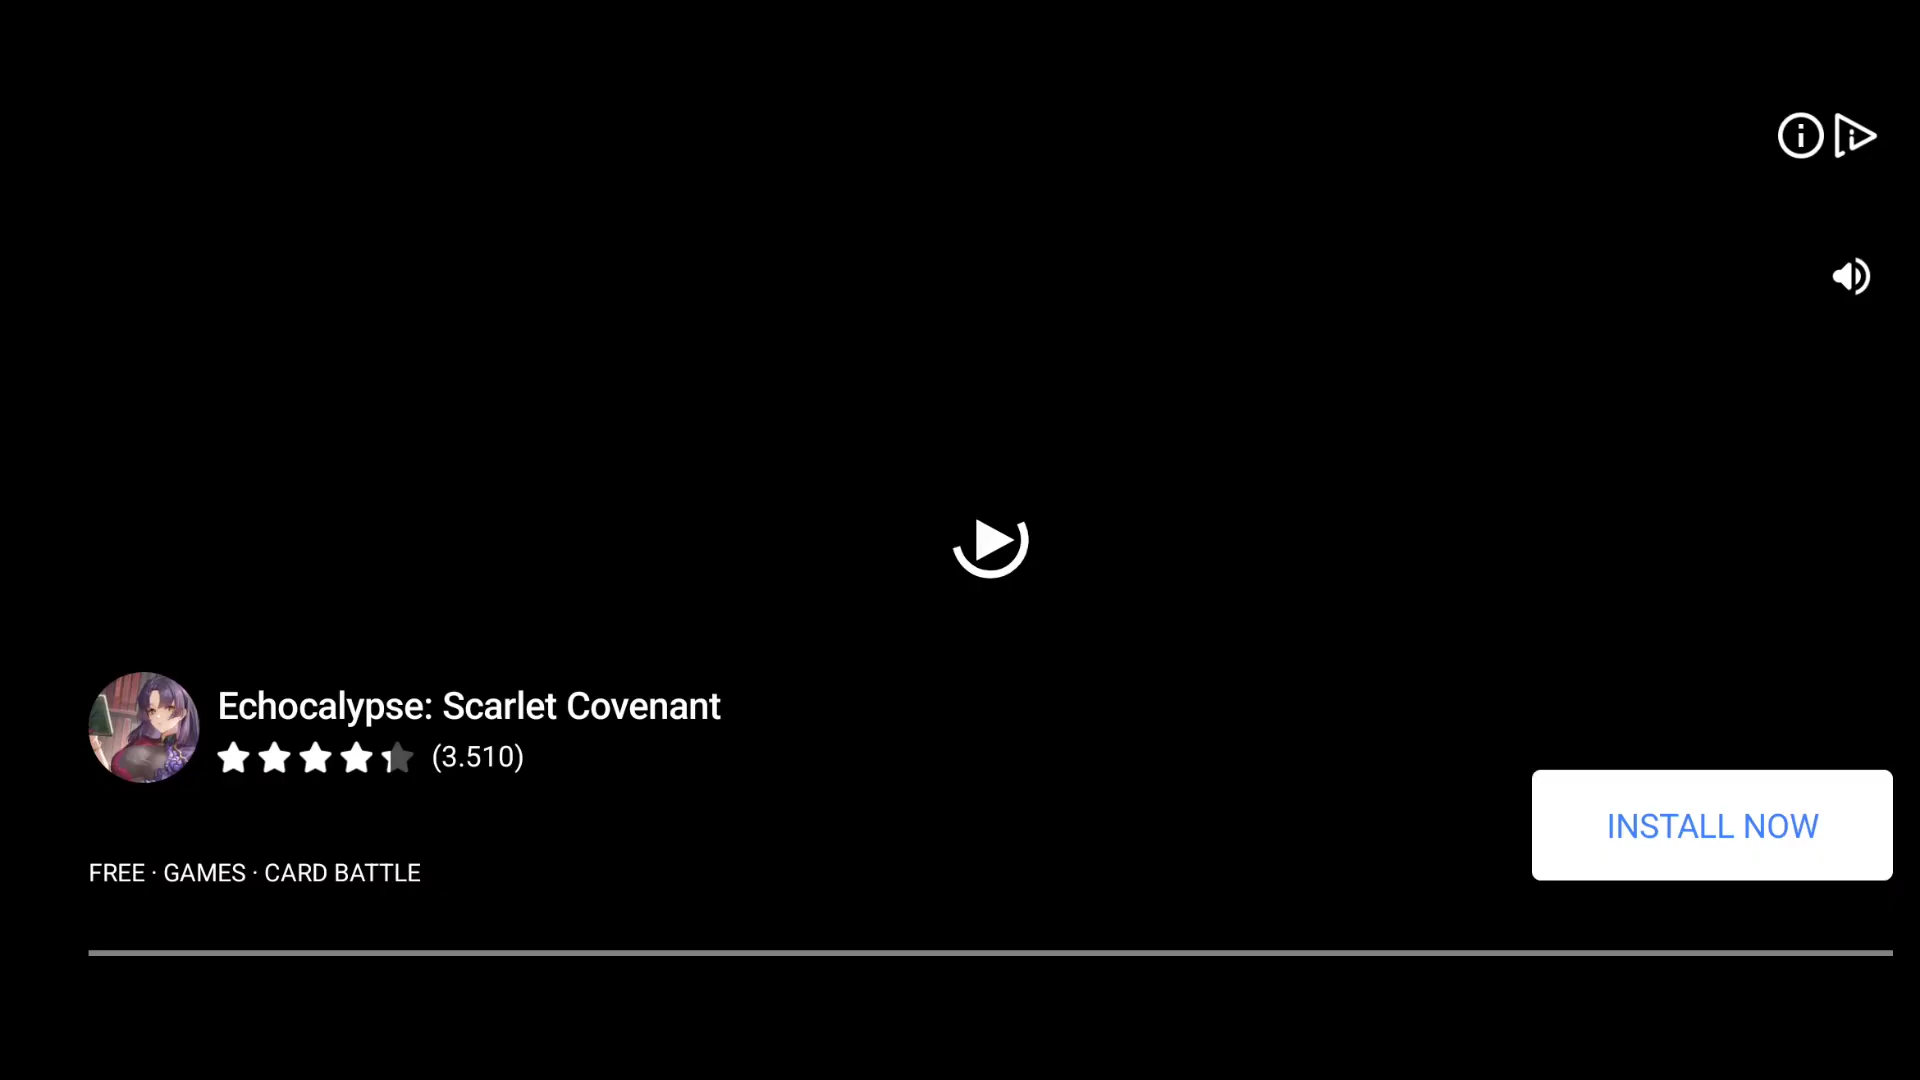 Echocalypse: Scarlet Covenant
(3.510)
INSTALL NOW
FREE · GAMES · CARD BATTLE